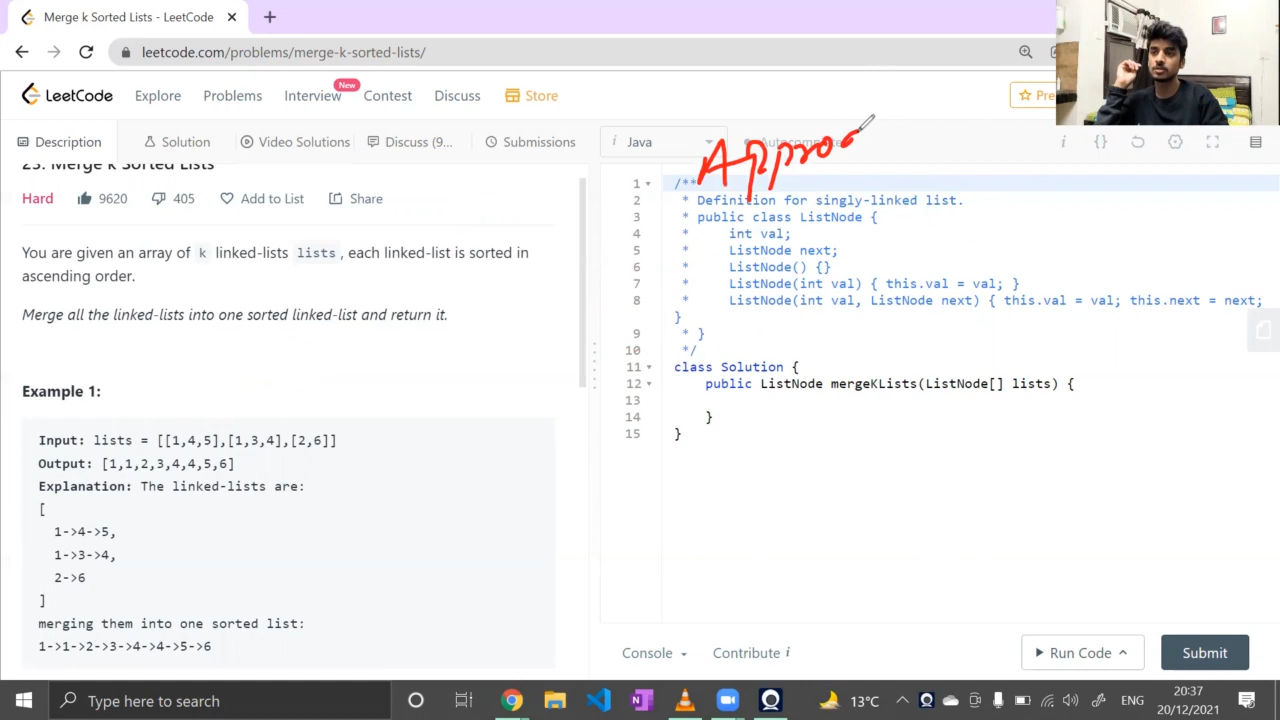 Merge k Sorted Lists - LeetCode
leetcode.com/problems/merge-k-sorted-lists/
LeetCode Explore Problems Interview New Contest Discuss Store Pre
Description Solution Video Solutions Discuss (9... Submissions
i Java
Approa
23. Merge k Sorted Lists
Hard 9620 405 Add to List Share
You are given an array of k linked-lists lists, each linked-list is sorted in
ascending order.
Merge all the linked-lists into one sorted linked-list and return it.
Example 1:
Input: lists = [[1,4,5],[1,3,4],[2,6]]
Output: [1,1,2,3,4,4,5,6]
Explanation: The linked-lists are:
[
1->4->5,
1->3->4,
2->6
]
merging them into one sorted list:
1->1->2->3->4->4->5->6
1 /**
2 * Definition for singly-linked list.
3 * public class ListNode {
4 * int val;
5 * ListNode next;
6 * ListNode() {}
7 * ListNode(int val) { this.val = val; }
8 * ListNode(int val, ListNode next) { this.val = val; this.next = next;
}
9 * }
10 */
11 class Solution {
12 public ListNode mergeKLists(ListNode[] lists) {
13
14 }
15 }
Console Contribute i Run Code Submit
Type here to search
13°C ENG 20:37
20/12/2021